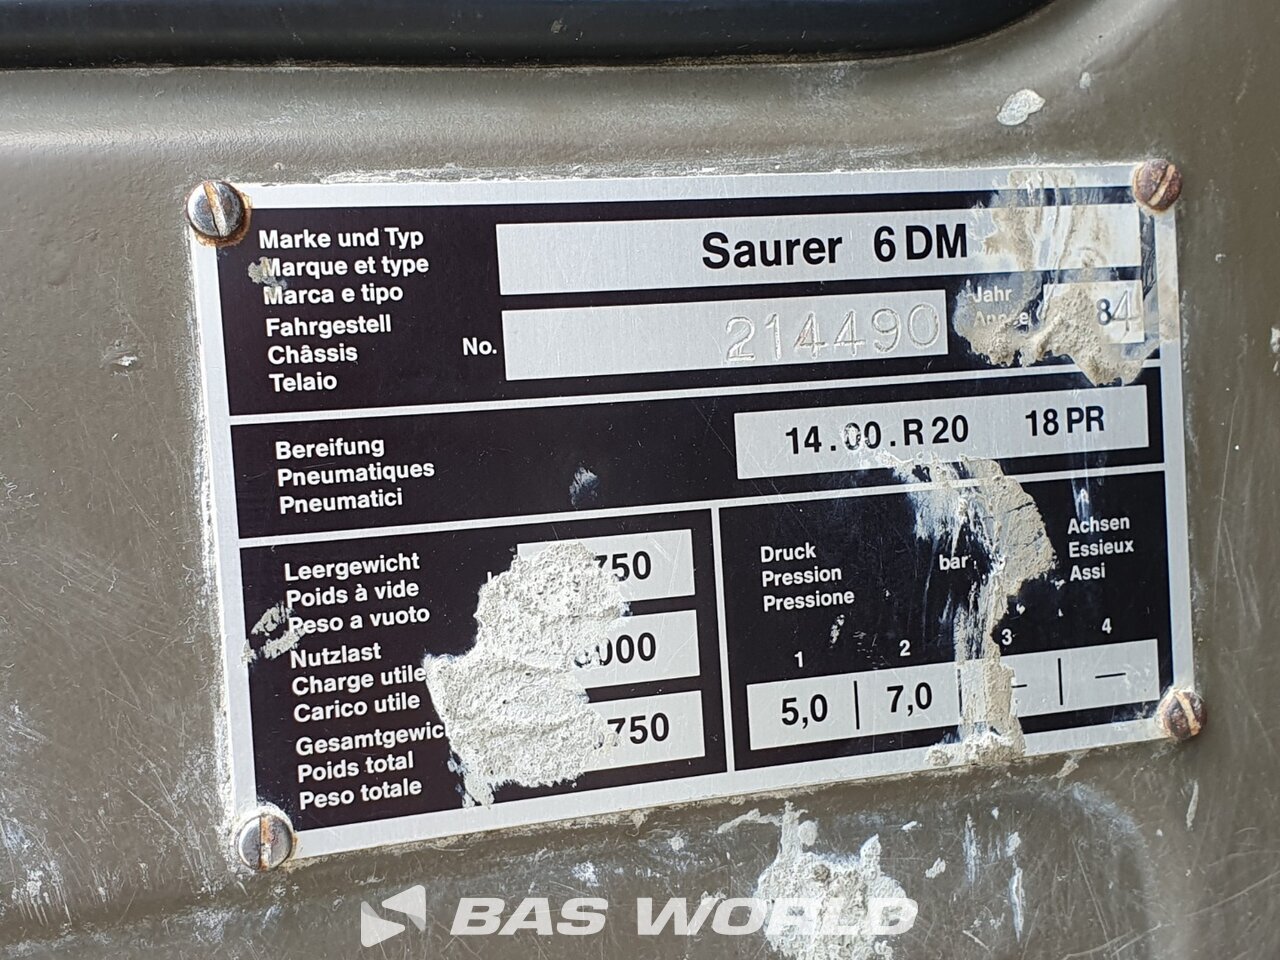 Marke und Typ
Marque et type
Marca e tipo
Saurer 6 DM
Fahrgestell
Châssis
Telaio
No.
214490
Jahr
84
Bereifung
Pneumatiques
Pneumatici
14.00.R 20 18 PR
Leergewicht
Poids à vide
Peso a vuoto
750
Nutzlast
Charge utile
Carico utile
000
Poids total
Peso totale
750
Druck
Pression
Pressione
bar
Achsen
Essieux
Assi
1 2 3 4
5,0 7,0 – –
BAS WORLD